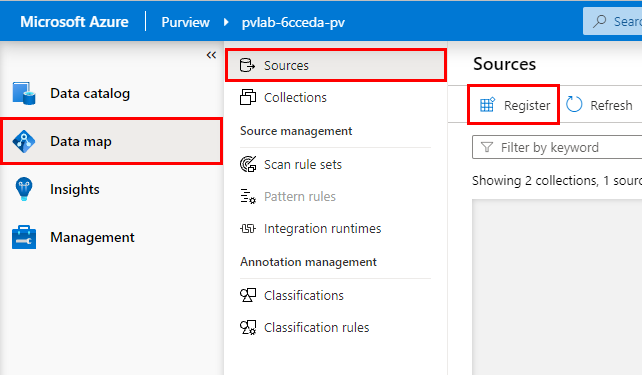 Microsoft Azure Purview pvlab-6cceda-pv Search
«
Data catalog
Data map
Insights
Management
Sources
Collections
Source management
Scan rule sets
Pattern rules
Integration runtimes
Annotation management
Classifications
Classification rules
Sources
Register Refresh
Filter by keyword
Showing 2 collections, 1 sourc